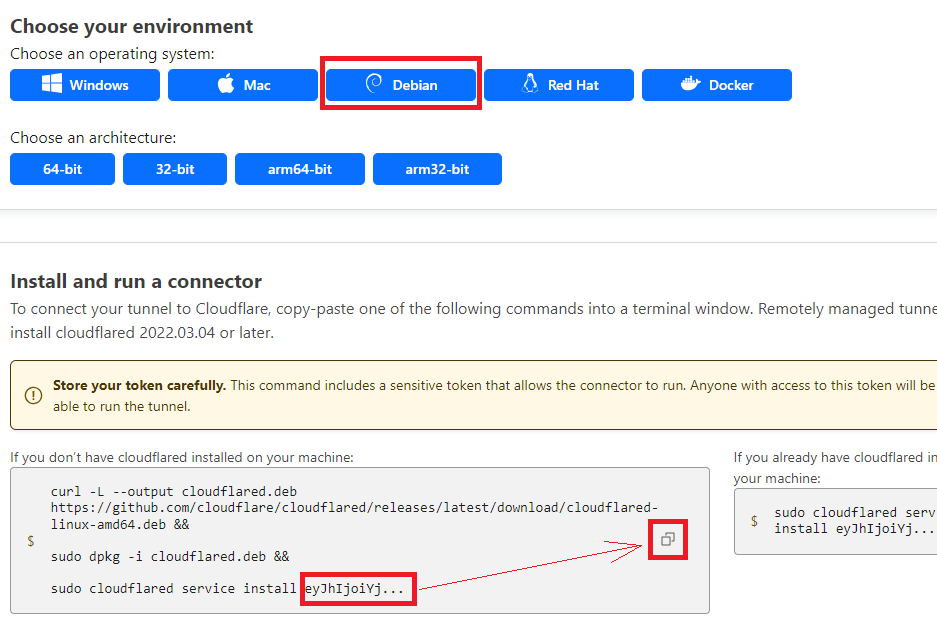 Choose your environment
Choose an operating system:
Windows
Mac
Debian
Red Hat
Docker
Choose an architecture:
64-bit
32-bit
arm64-bit
arm32-bit
Install and run a connector
To connect your tunnel to Cloudflare, copy-paste one of the following commands into a terminal window. Remotely managed tunne
install cloudflared 2022.03.04 or later.
Store your token carefully. This command includes a sensitive token that allows the connector to run. Anyone with access to this token will be
able to run the tunnel.
If you don’t have cloudflared installed on your machine:
$
curl -L --output cloudflared.deb
https://github.com/cloudflare/cloudflared/releases/latest/download/cloudflared-
linux-amd64.deb &&
sudo dpkg -i cloudflared.deb &&
sudo cloudflared service install eyJhIjoiYj...
If you already have cloudflared in
your machine:
$
sudo cloudflared serv
install eyJhIjoiYj...